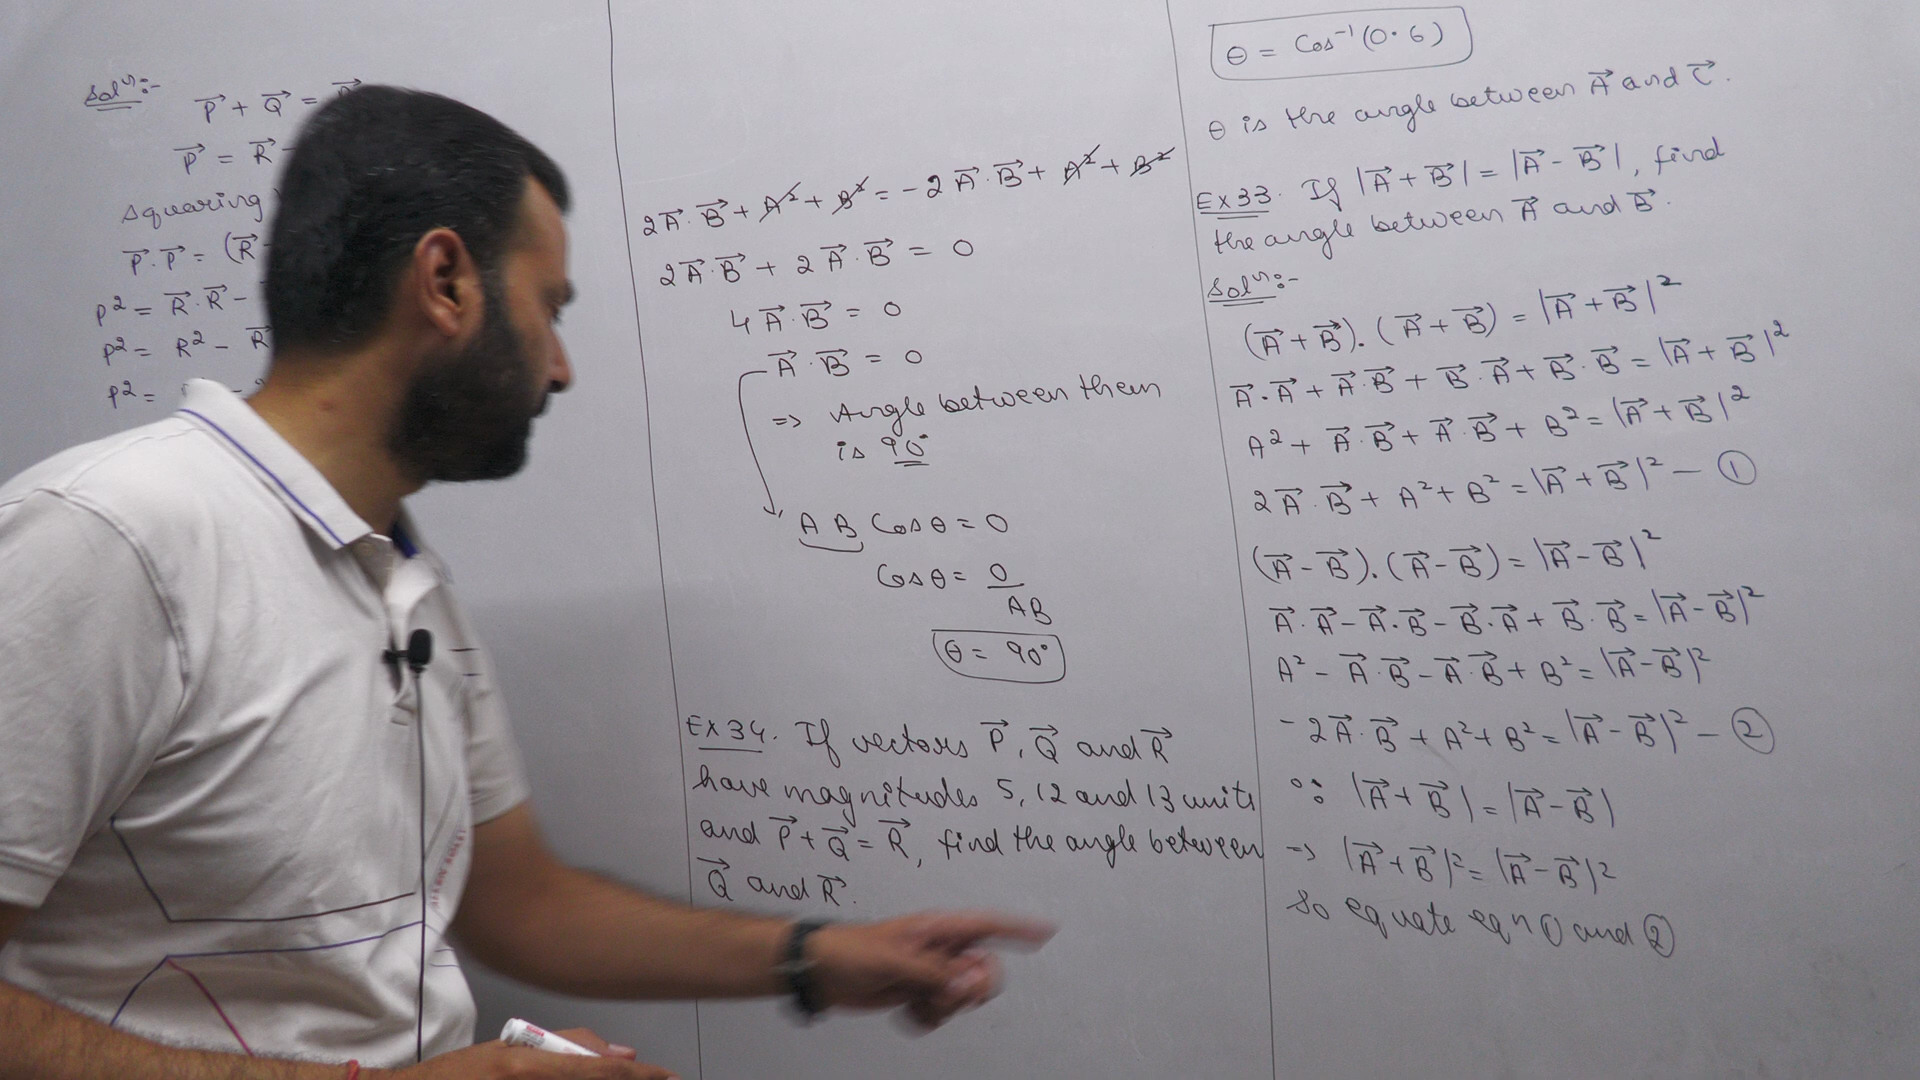 Solⁿ:-
P⃗ + Q⃗ =
P⃗ = R⃗ -
squaring
P⃗.P⃗ = (R⃗
P² = R⃗.R⃗ -
P² = R² - R⃗
P² =
2A⃗.B⃗ + A² + B² = -2A⃗.B⃗ + A² + B²
2A⃗.B⃗ + 2A⃗.B⃗ = 0
4A⃗.B⃗ = 0
A⃗.B⃗ = 0
=> Angle between them
is 90°
AB Cosθ = 0
Cosθ = 0/AB
θ = 90°
Ex 34. If vectors P⃗, Q⃗ and R⃗
have magnitudes 5, 12 and 13 units
and P⃗ + Q⃗ = R⃗, find the angle between
Q⃗ and R⃗.
θ = Cos⁻¹(0.6)
θ is the angle between A⃗ and C⃗.
Ex 33. If |A⃗ + B⃗| = |A⃗ - B⃗|, find
the angle between A⃗ and B⃗.
Solⁿ:-
(A⃗ + B⃗).(A⃗ + B⃗) = |A⃗ + B⃗|²
A⃗.A⃗ + A⃗.B⃗ + B⃗.A⃗ + B⃗.B⃗ = |A⃗ + B⃗|²
A² + A⃗.B⃗ + A⃗.B⃗ + B² = |A⃗ + B⃗|²
2A⃗.B⃗ + A² + B² = |A⃗ + B⃗|² — ①
(A⃗ - B⃗).(A⃗ - B⃗) = |A⃗ - B⃗|²
A⃗.A⃗ - A⃗.B⃗ - B⃗.A⃗ + B⃗.B⃗ = |A⃗ - B⃗|²
A² - A⃗.B⃗ - A⃗.B⃗ + B² = |A⃗ - B⃗|²
-2A⃗.B⃗ + A² + B² = |A⃗ - B⃗|² — ②
∵ |A⃗ + B⃗| = |A⃗ - B⃗|
=> |A⃗ + B⃗|² = |A⃗ - B⃗|²
So equate eqn ① and ②